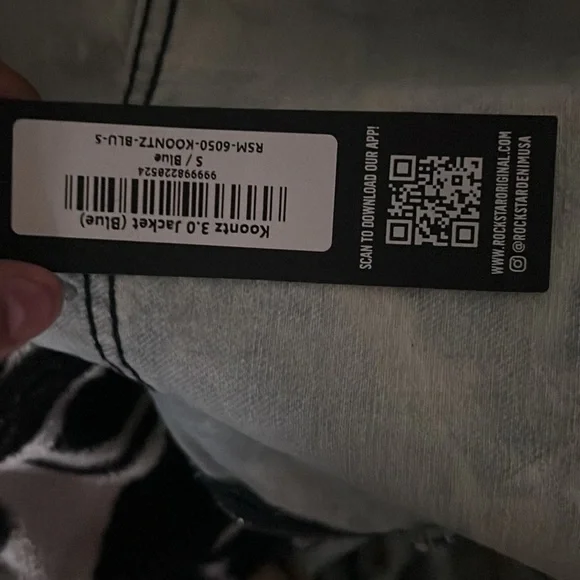 Koontz 3.0 Jacket (Blue)
999998228524
S / Blue
RSM-6050-KOONTZ-BLU-S
SCAN TO DOWNLOAD OUR APP!
WWW.ROCKSTARORIGINAL.COM
@ROCKSTARDENIMUSA